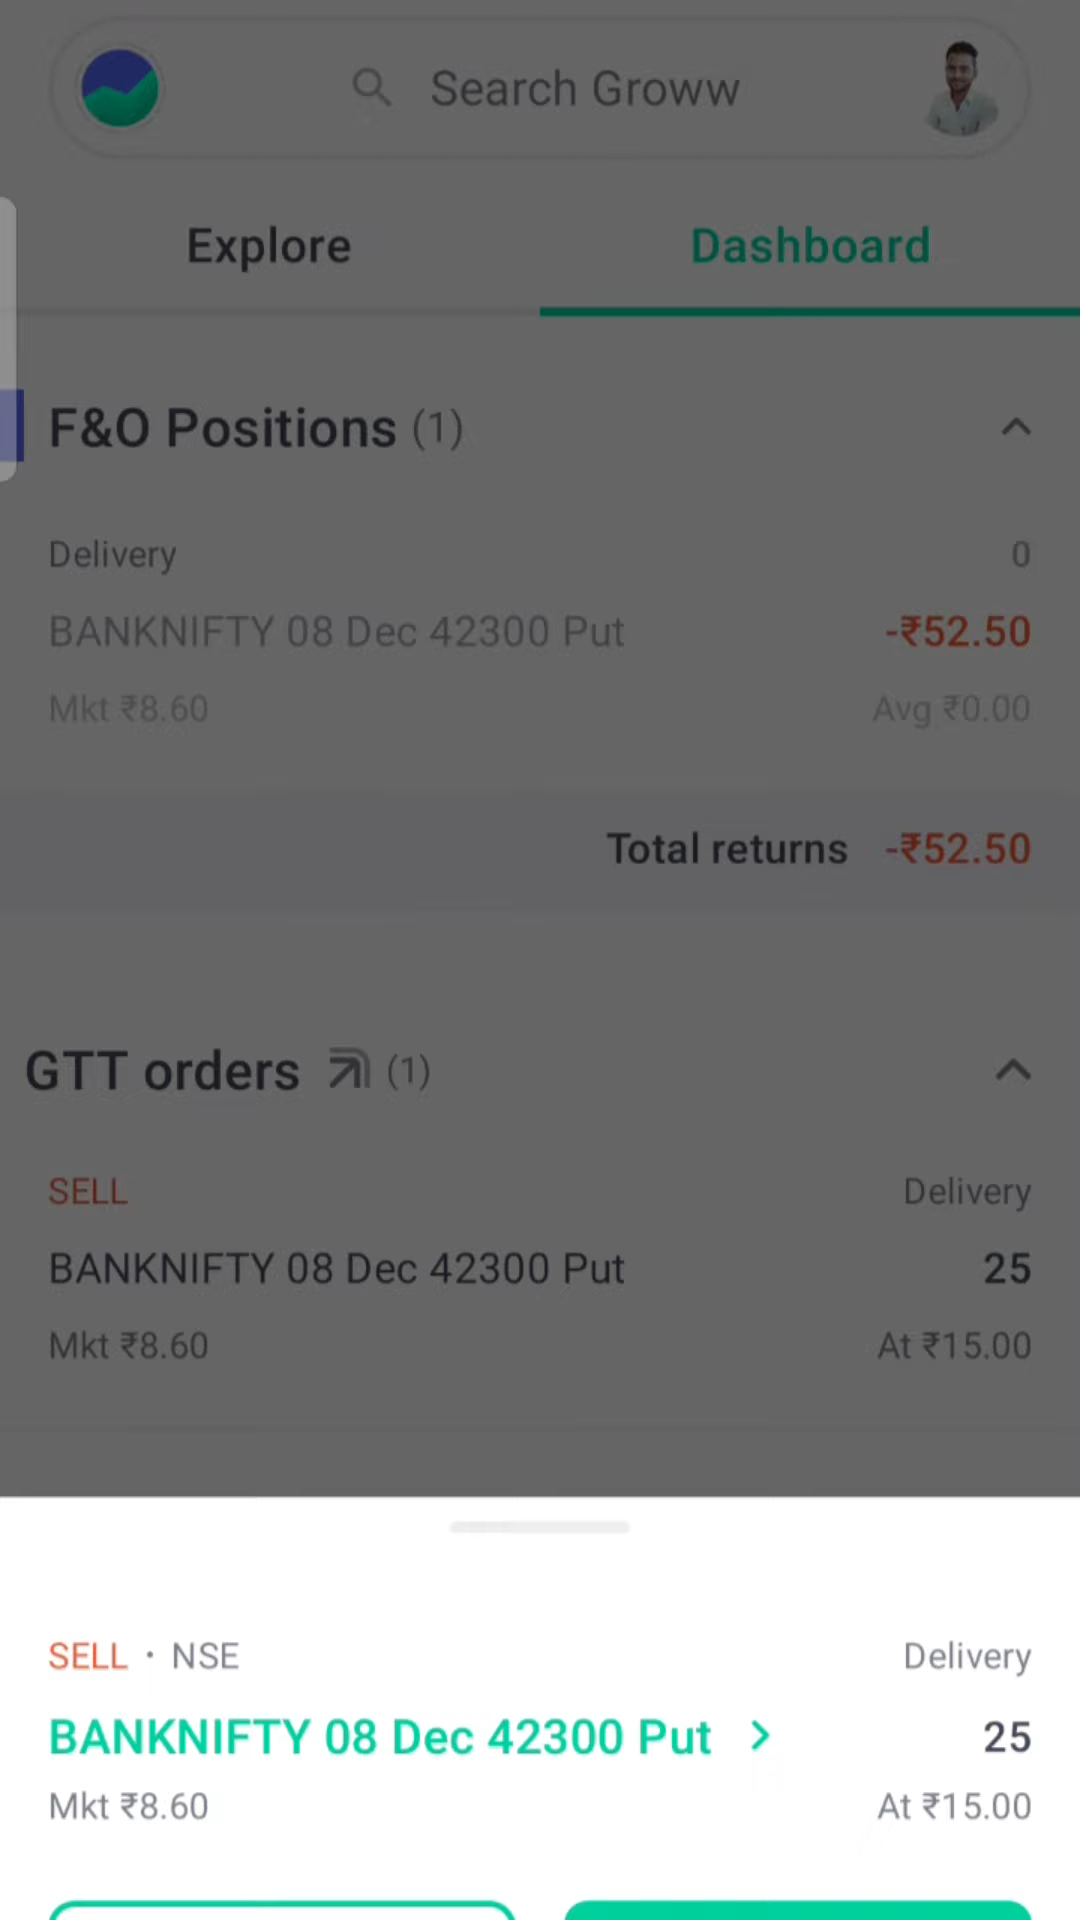 Search Groww
Explore
Dashboard
F&O Positions (1)
Delivery
0
BANKNIFTY 08 Dec 42300 Put
-₹52.50
Mkt ₹8.60
Avg ₹0.00
Total returns -₹52.50
GTT orders (1)
SELL
Delivery
BANKNIFTY 08 Dec 42300 Put
25
Mkt ₹8.60
At ₹15.00
SELL · NSE
Delivery
BANKNIFTY 08 Dec 42300 Put
25
Mkt ₹8.60
At ₹15.00